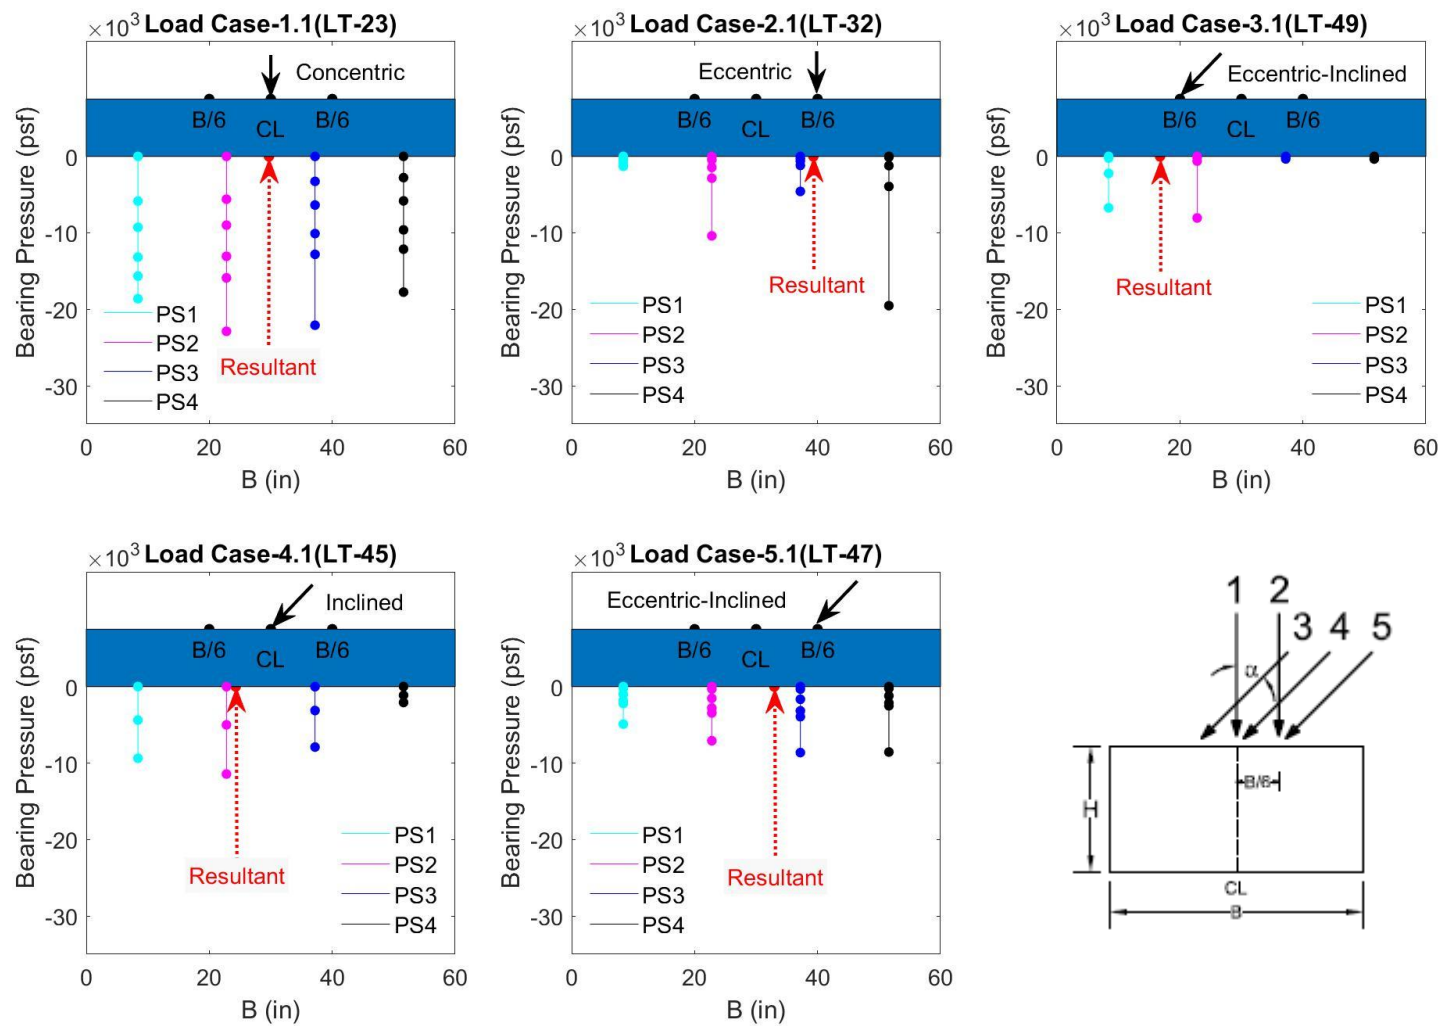 ×10³ Load Case-1.1(LT-23)
Concentric
B/6 CL B/6
Bearing Pressure (psf)
0
-10
-20
-30
PS1
PS2
PS3
PS4
Resultant
0 20 40 60
B (in)
×10³ Load Case-2.1(LT-32)
Eccentric
B/6 CL B/6
Bearing Pressure (psf)
0
-10
-20
-30
Resultant
PS1
PS2
PS3
PS4
0 20 40 60
B (in)
×10³ Load Case-3.1(LT-49)
Eccentric-Inclined
B/6 CL B/6
Bearing Pressure (psf)
0
-10
-20
-30
Resultant
PS1
PS2
PS3
PS4
0 20 40 60
B (in)
×10³ Load Case-4.1(LT-45)
Inclined
B/6 CL B/6
Bearing Pressure (psf)
0
-10
-20
-30
PS1
PS2
PS3
PS4
Resultant
0 20 40 60
B (in)
×10³ Load Case-5.1(LT-47)
Eccentric-Inclined
B/6 CL B/6
Bearing Pressure (psf)
0
-10
-20
-30
PS1
PS2
PS3
PS4
Resultant
0 20 40 60
B (in)
1 2
3 4 5
α
B/6
H
CL
B